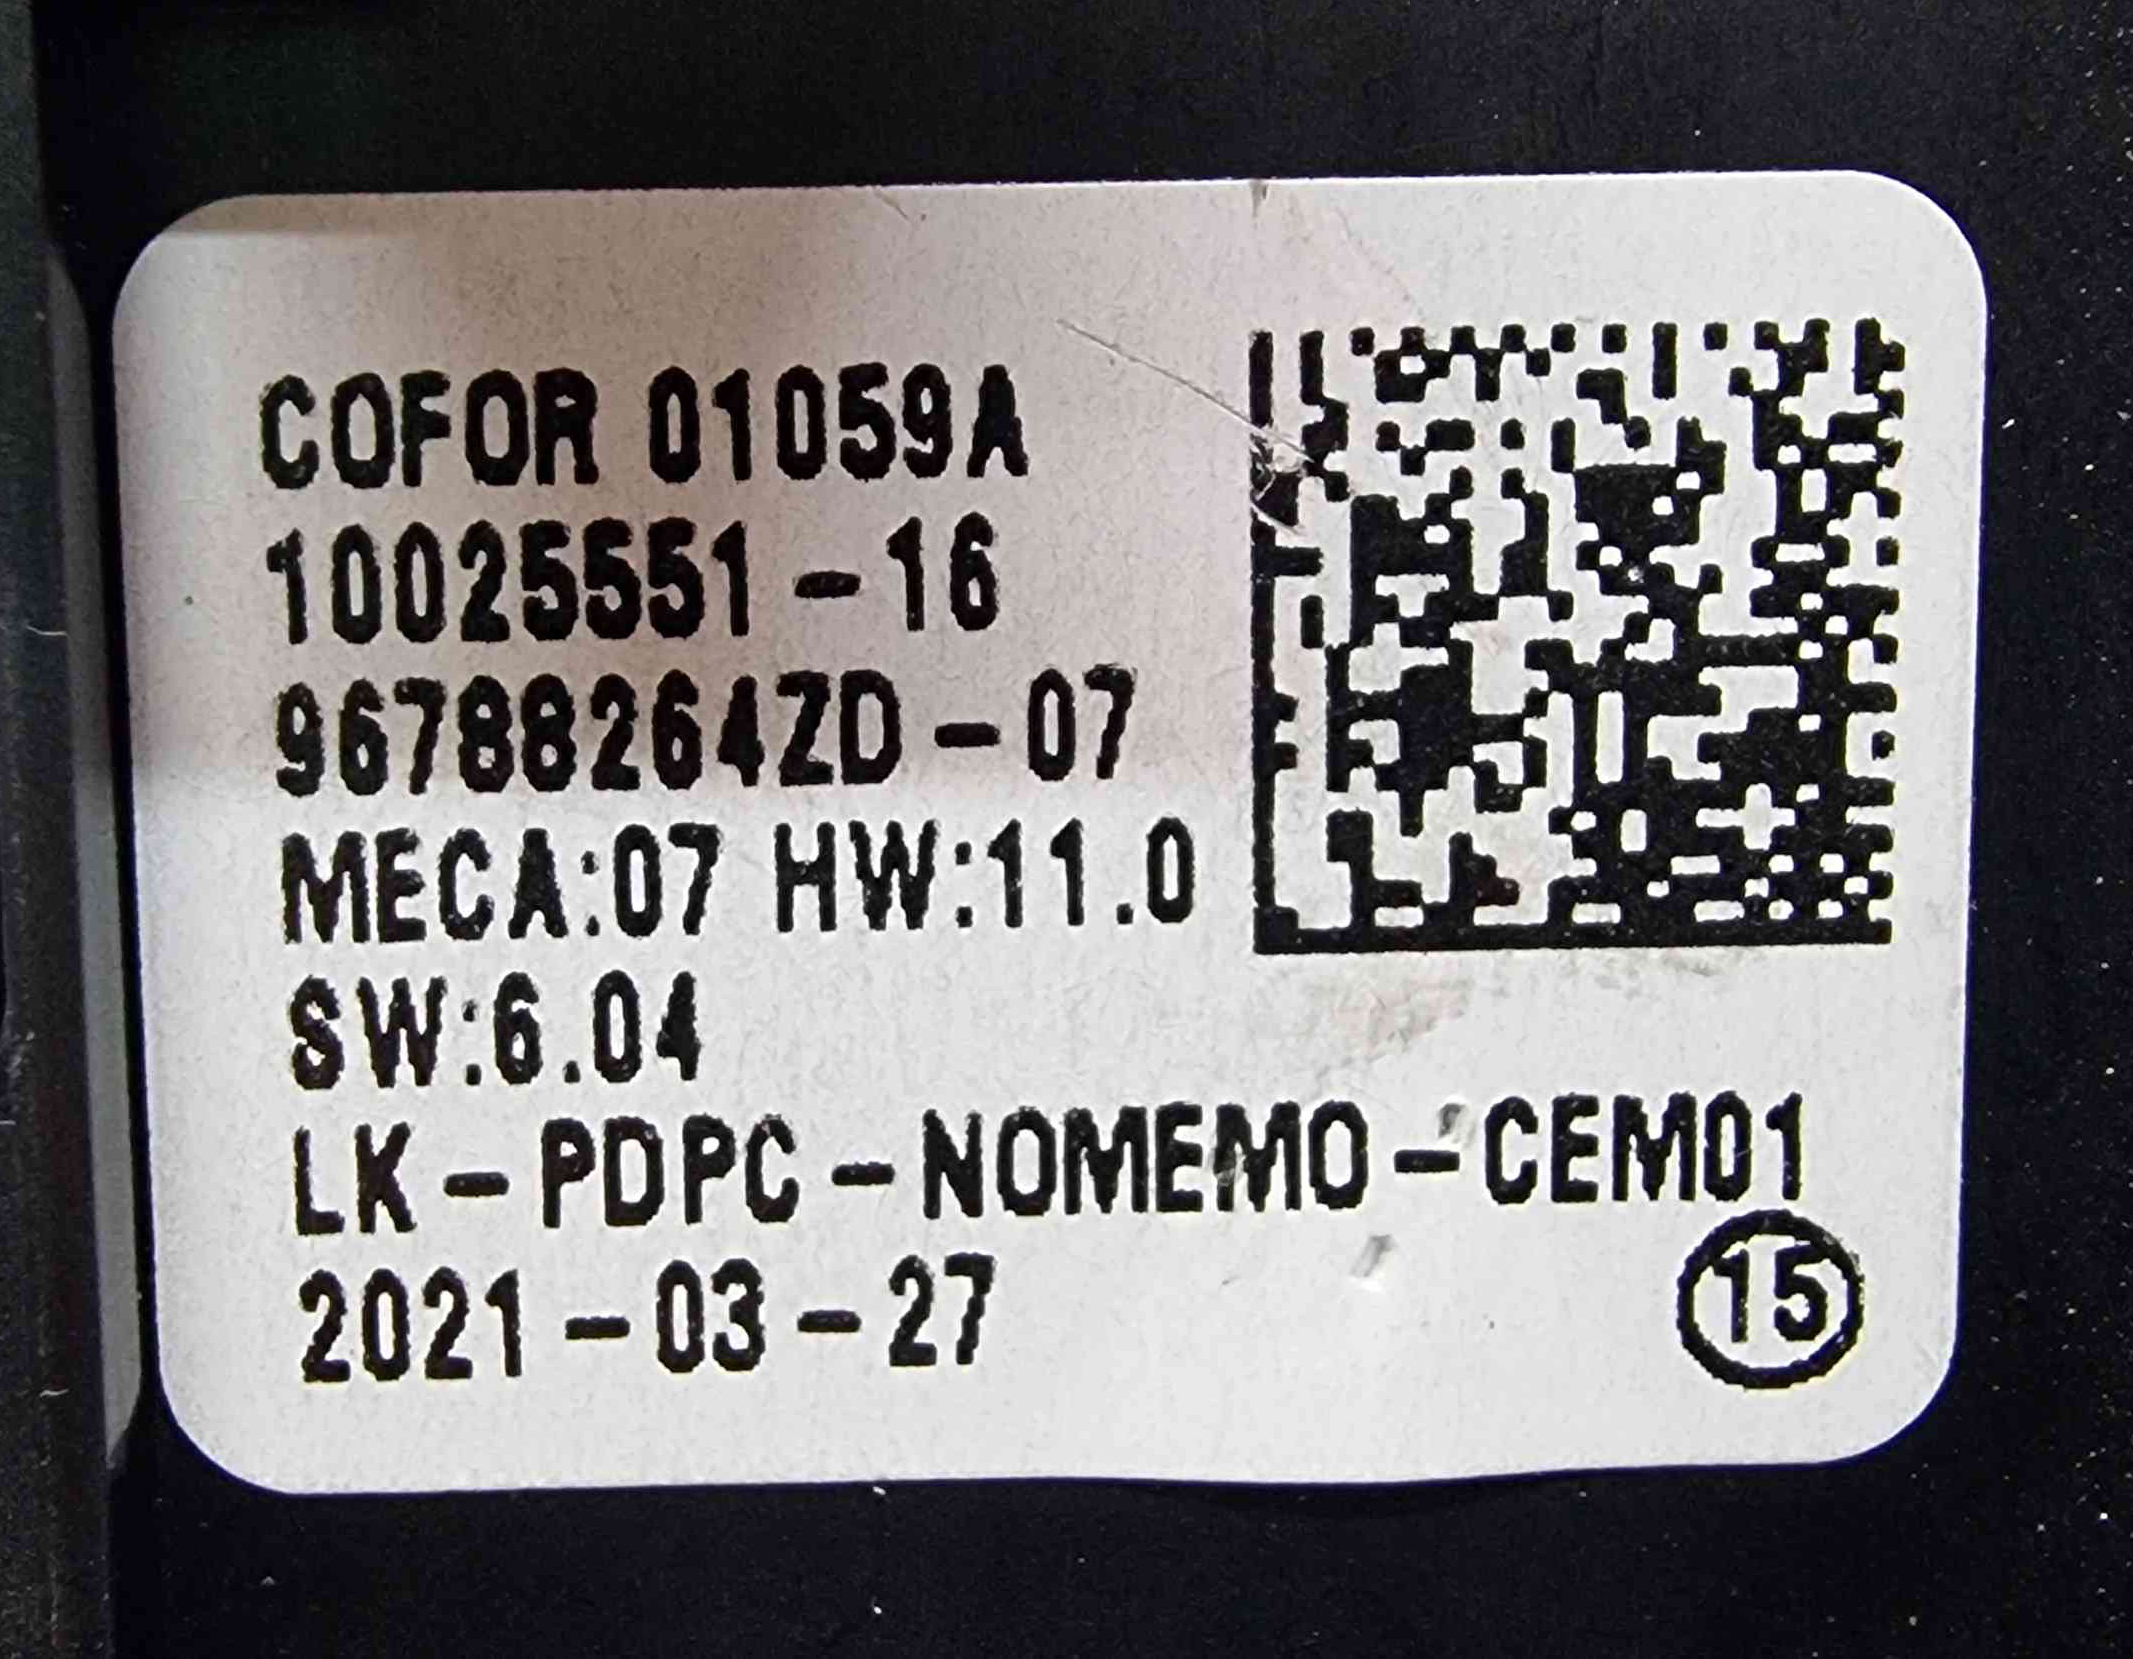 COFOR 01059A
10025551-16
96788264ZD-07
MECA:07 HW:11.0
SW:6.04
LK-PDPC-NOMEMO-CEM01
2021-03-27
15